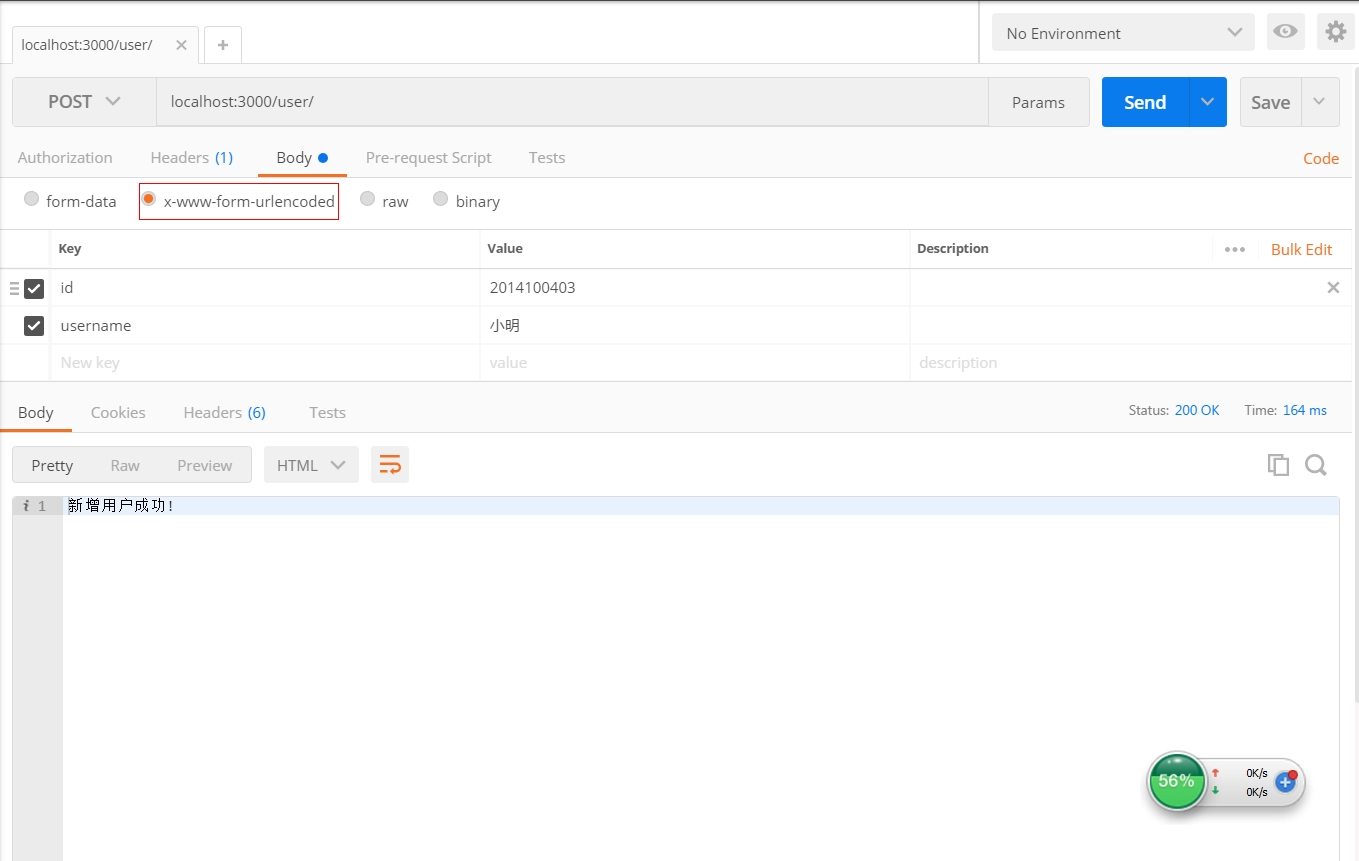 localhost:3000/user/
No Environment
POST localhost:3000/user/ Params Send Save
Authorization Headers (1) Body Pre-request Script Tests Code
form-data x-www-form-urlencoded raw binary
Key Value Description Bulk Edit
id 2014100403
username 小明
New key value description
Body Cookies Headers (6) Tests Status: 200 OK Time: 164 ms
Pretty Raw Preview HTML
i 1 新增用户成功!
56% 0K/s
0K/s